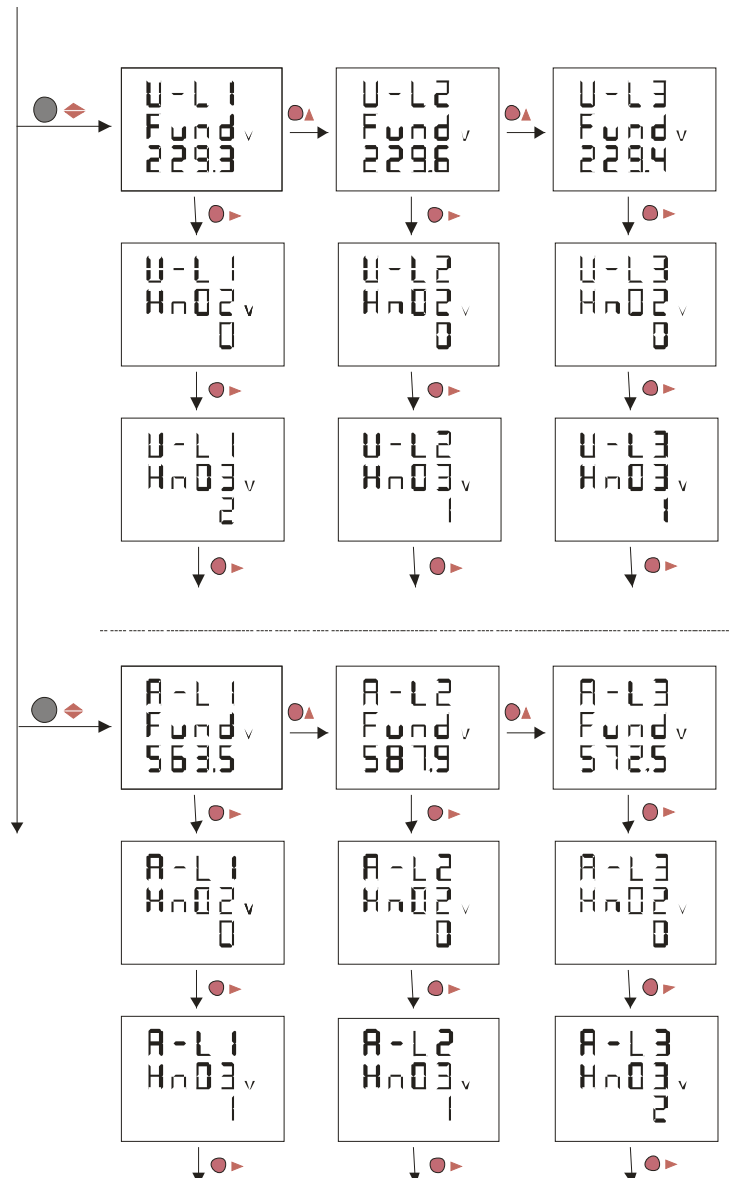 U-L1
Fund v
229.3
U-L2
Fund v
229.6
U-L3
Fund v
229.4
U-L1
Hn02 v
0
U-L2
Hn02 v
0
U-L3
Hn02 v
0
U-L1
Hn03 v
2
U-L2
Hn03 v
1
U-L3
Hn03 v
1
A-L1
Fund v
563.5
A-L2
Fund v
587.9
A-L3
Fund v
572.5
A-L1
Hn02 v
0
A-L2
Hn02 v
0
A-L3
Hn02 v
0
A-L1
Hn03 v
1
A-L2
Hn03 v
1
A-L3
Hn03 v
2